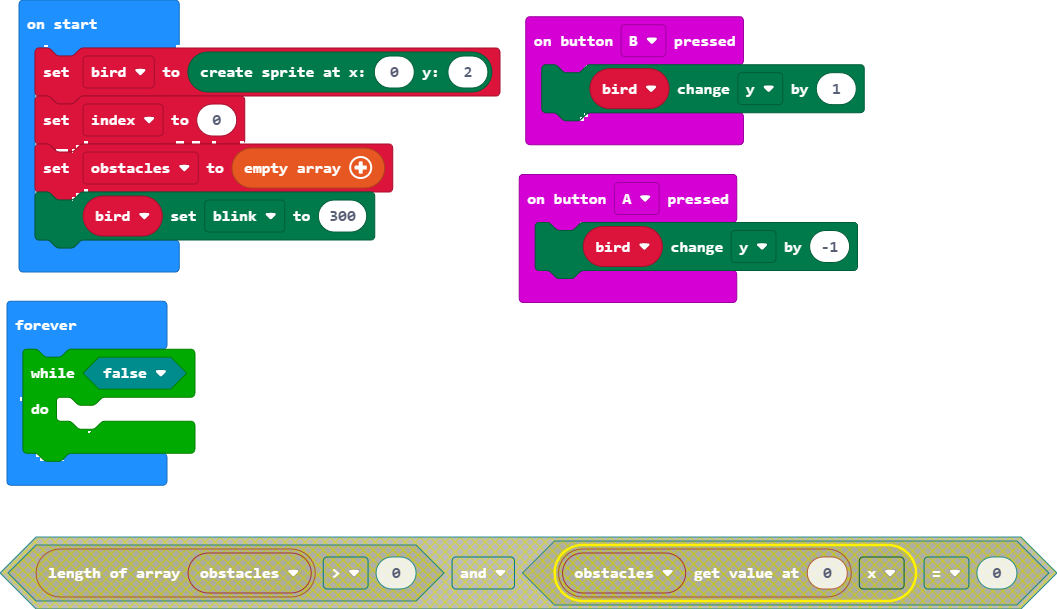 on start
set bird to create sprite at x: 0 y: 2
set index to 0
set obstacles to empty array
bird set blink to 300
on button B pressed
bird change y by 1
on button A pressed
bird change y by -1
forever
while false
do
length of array obstacles > 0 and obstacles get value at 0 x = 0